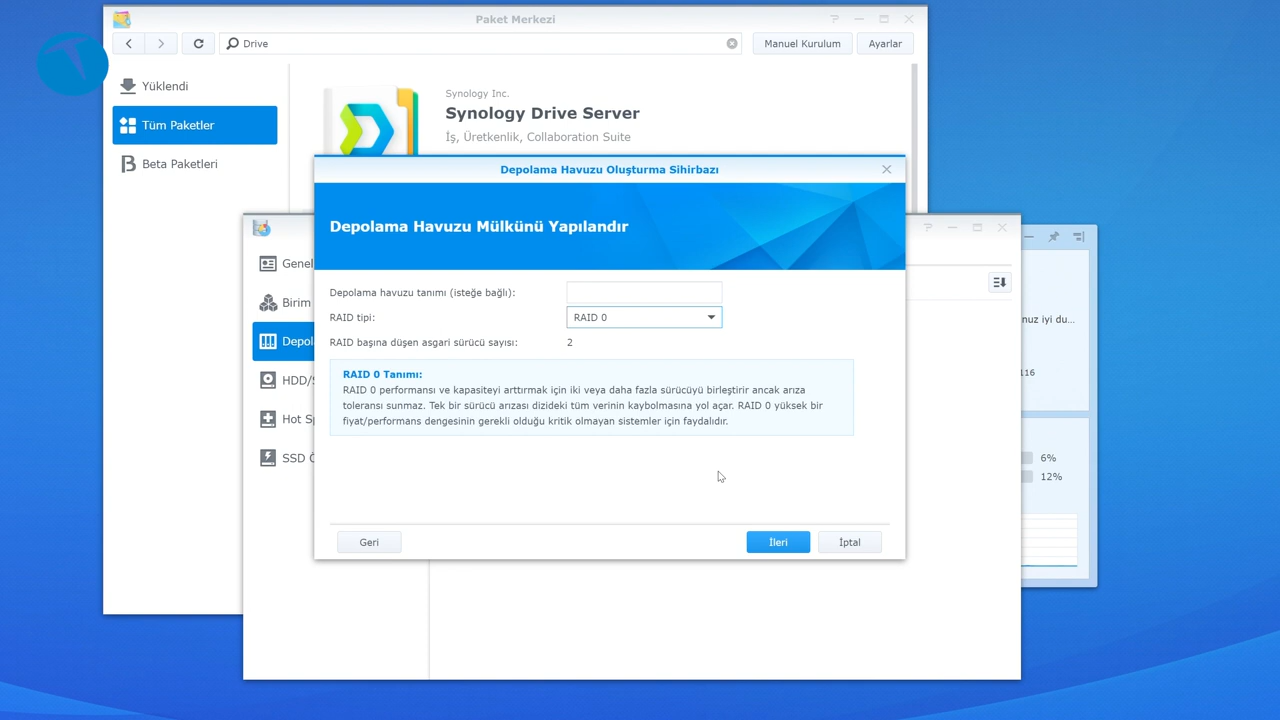 Paket Merkezi
Drive
Manuel Kurulum
Ayarlar
Yüklendi
Tüm Paketler
Beta Paketleri
Synology Inc.
Synology Drive Server
İş, Üretkenlik, Collaboration Suite
Depolama Havuzu Oluşturma Sihirbazı
Depolama Havuzu Mülkünü Yapılandır
Genel
Birim
Depol
HDD/S
Hot Sp
SSD Ö
Depolama havuzu tanımı (isteğe bağlı):
RAID tipi:
RAID 0
RAID başına düşen asgari sürücü sayısı:
2
RAID 0 Tanımı:
RAID 0 performansı ve kapasiteyi arttırmak için iki veya daha fazla sürücüyü birleştirir ancak arıza
toleransı sunmaz. Tek bir sürücü arızası dizideki tüm verinin kaybolmasına yol açar. RAID 0 yüksek bir
fiyat/performans dengesinin gerekli olduğu kritik olmayan sistemler için faydalıdır.
Geri
İleri
İptal
nuz iyi du...
116
6%
12%